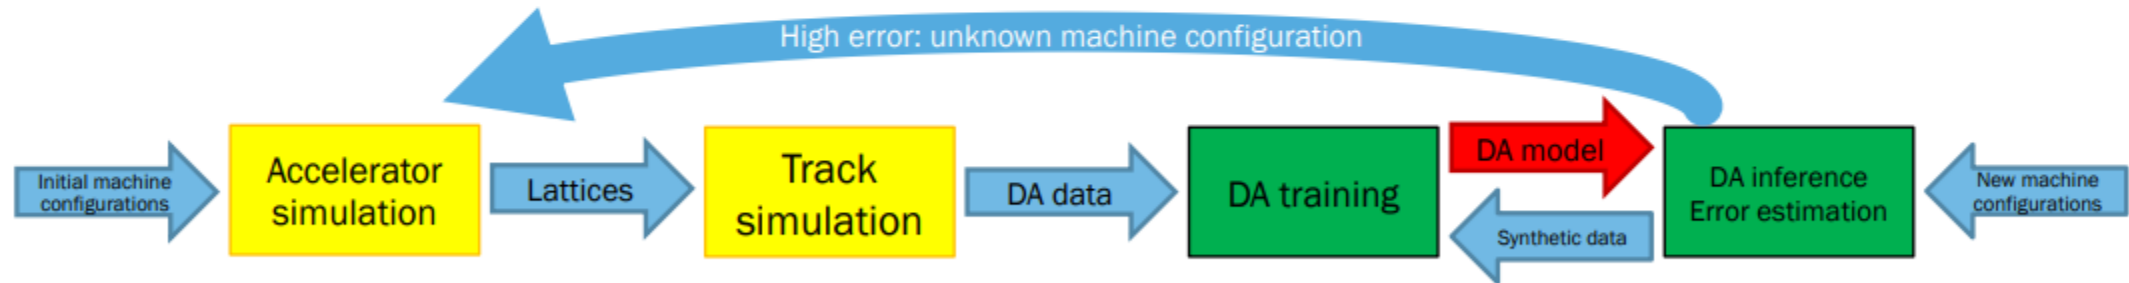 High error: unknown machine configuration
Initial machine
configurations
Accelerator
simulation
Lattices
Track
simulation
DA data
DA training
DA model
Synthetic data
DA inference
Error estimation
New machine
configurations